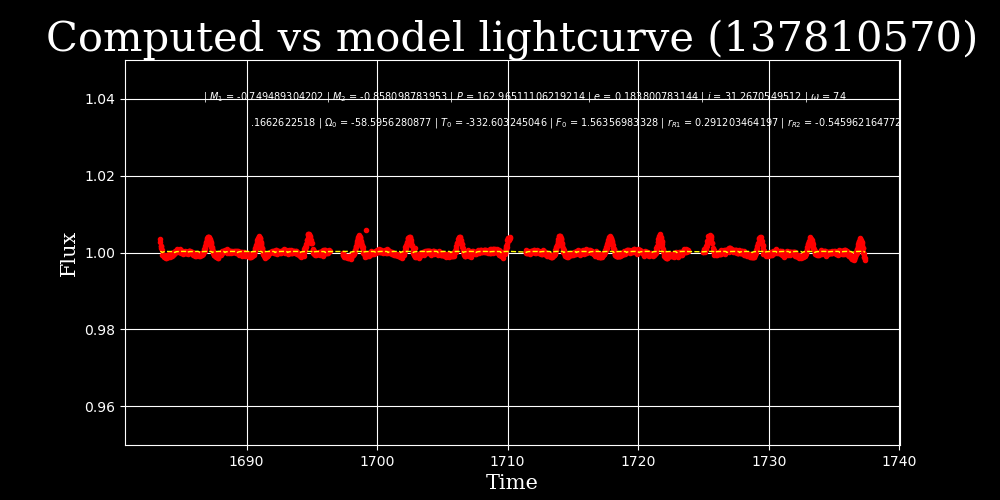 Computed vs model lightcurve (137810570)
| M₁ = -0.749489304202 | M₂ = -0.858098783953 | P = 162.96511106219214 | e = 0.183800783144 | i = 31.2670549512 | ω = 74
.1662622518 | Ω₀ = -58.5956280877 | T₀ = -332.603245046 | F₀ = 1.56356983328 | r_R1 = 0.291203464197 | r_R2 = -0.545962164772
1.04
1.02
1.00
0.98
0.96
Flux
1690 1700 1710 1720 1730 1740
Time